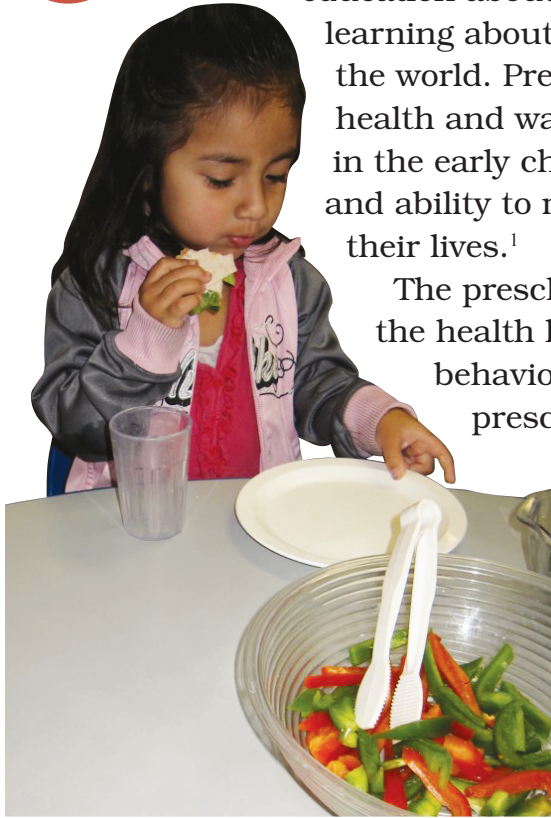 learning about
the world. Pre
health and wa
in the early ch
and ability to r
their lives.1
The presch
the health l
behavio
presc